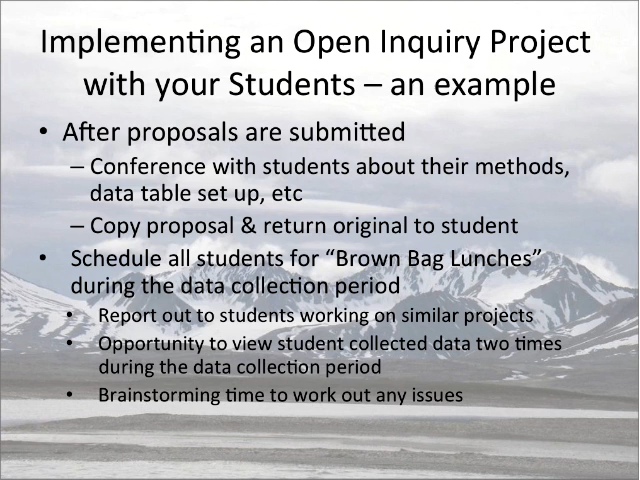 Implementing an Open Inquiry Project
with your Students – an example
• After proposals are submitted
– Conference with students about their methods,
data table set up, etc
– Copy proposal & return original to student
• Schedule all students for “Brown Bag Lunches”
during the data collection period
• Report out to students working on similar projects
• Opportunity to view student collected data two times
during the data collection period
• Brainstorming time to work out any issues